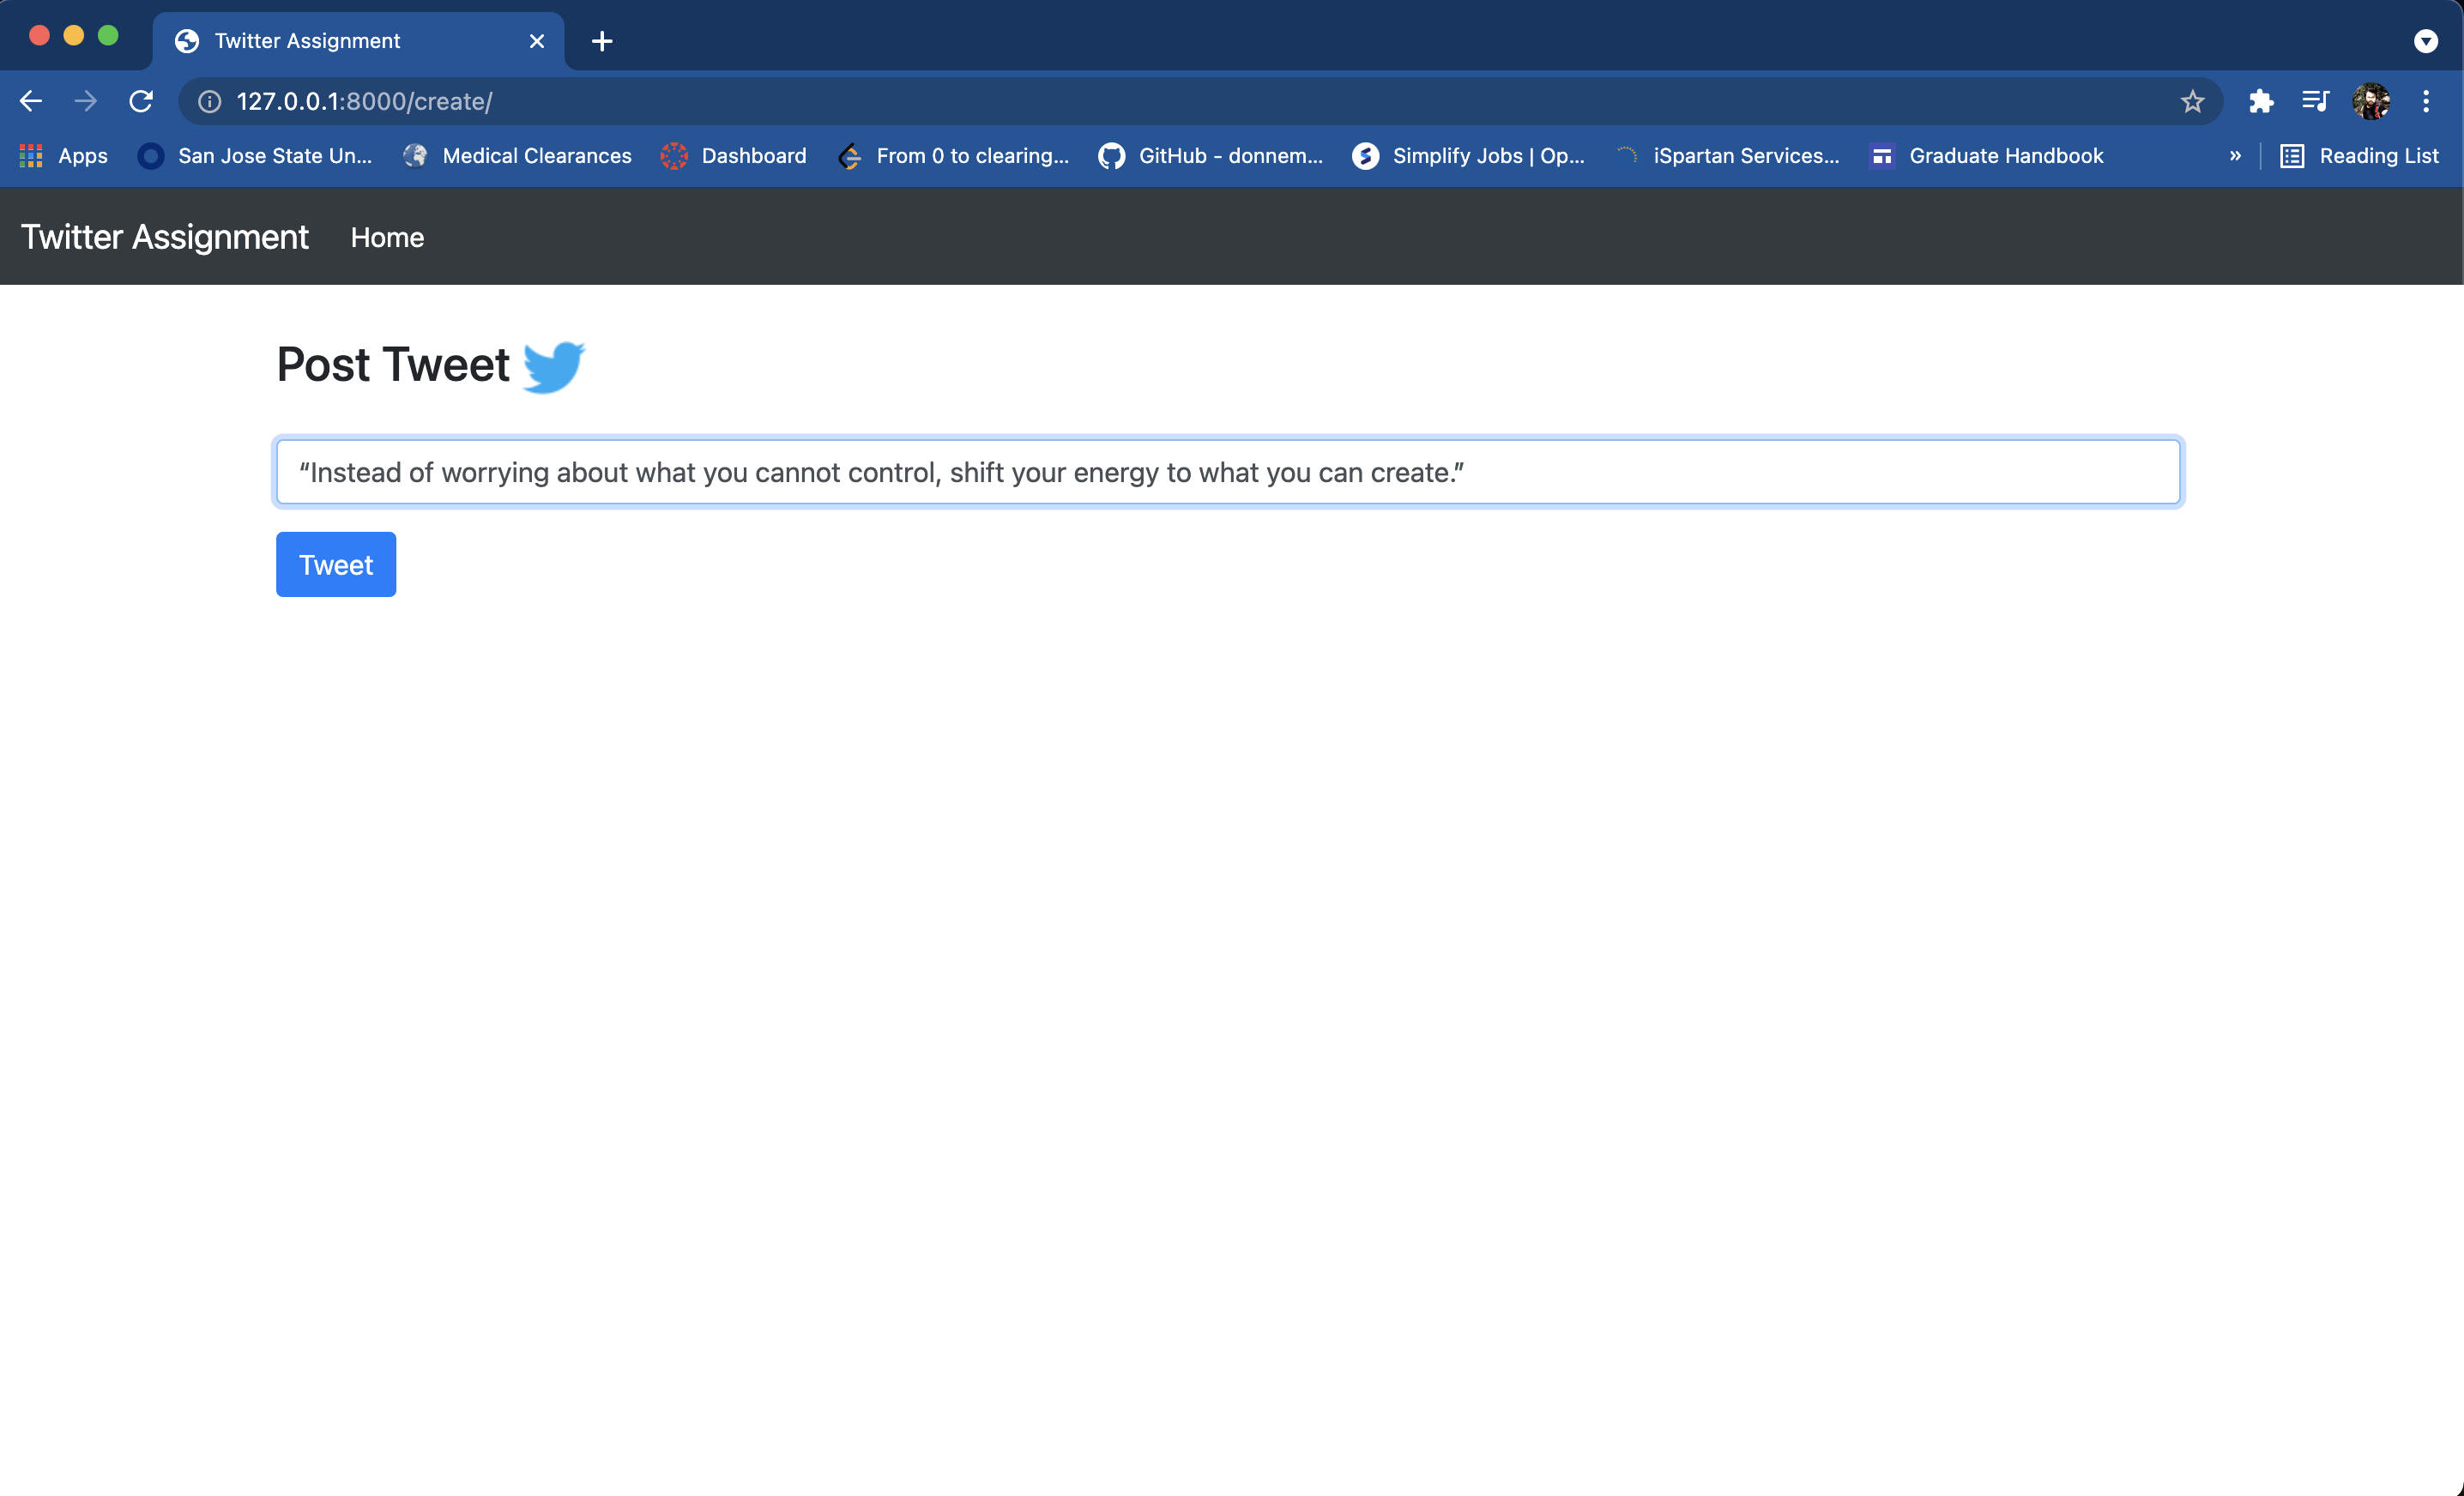 Twitter Assignment
127.0.0.1:8000/create/
Apps San Jose State Un... Medical Clearances Dashboard From 0 to clearing... GitHub - donnem... Simplify Jobs | Op... iSpartan Services... Graduate Handbook » Reading List
Twitter Assignment Home
Post Tweet
“Instead of worrying about what you cannot control, shift your energy to what you can create.”
Tweet